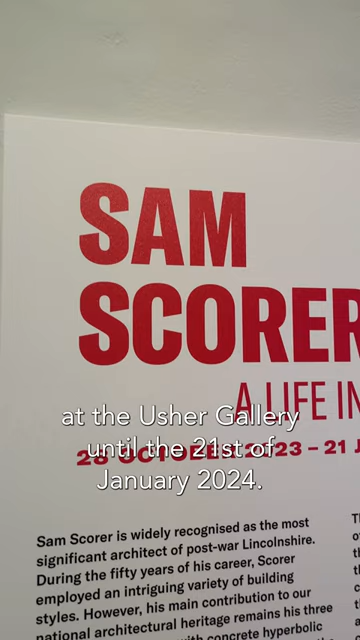 SAM
SCORER
A LIFE IN
28 OCTOBER 2023 – 21 J
at the Usher Gallery
until the 21st of
January 2024.
Sam Scorer is widely recognised as the most
significant architect of post-war Lincolnshire.
During the fifty years of his career, Scorer
employed an intriguing variety of building
styles. However, his main contribution to our
national architectural heritage remains his three
with concrete hyperbolic